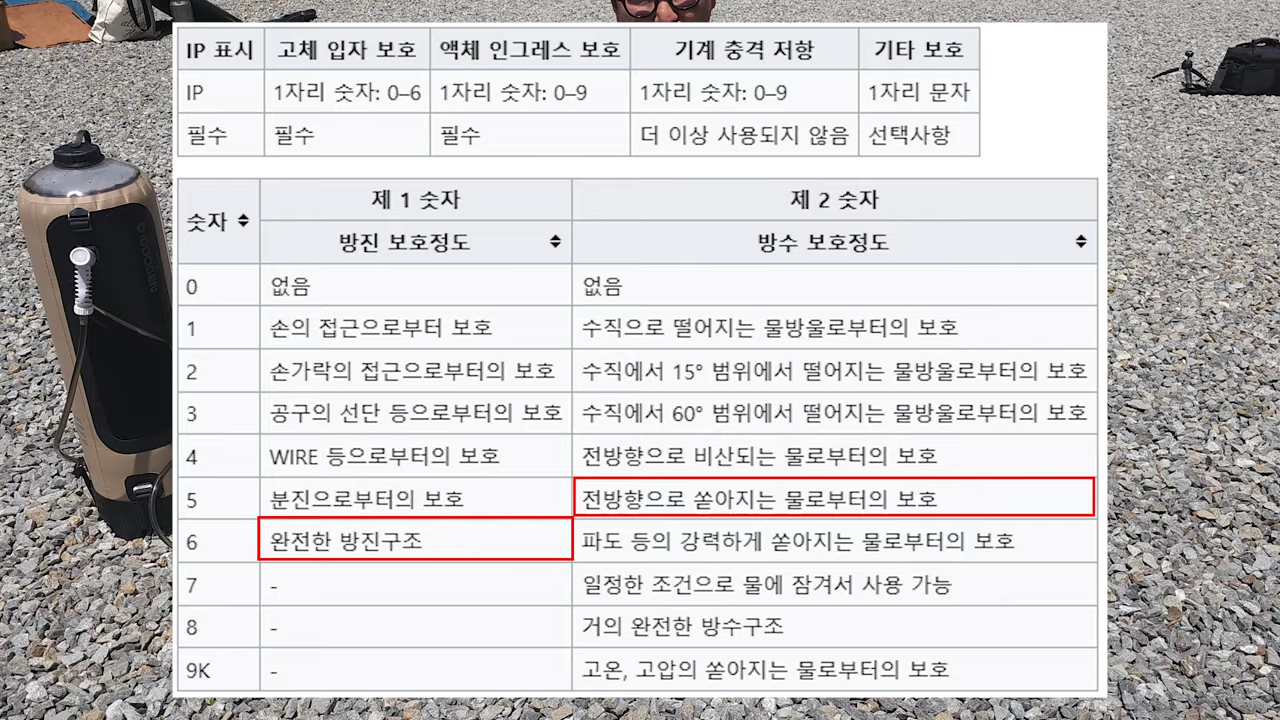 IP 표시 고체 입자 보호 액체 인그레스 보호 기계 충격 저항 기타 보호
IP 1자리 숫자: 0–6 1자리 숫자: 0–9 1자리 숫자: 0–9 1자리 문자
필수 필수 필수 더 이상 사용되지 않음 선택사항
숫자 제 1 숫자 제 2 숫자
방진 보호정도 방수 보호정도
0 없음 없음
1 손의 접근으로부터 보호 수직으로 떨어지는 물방울로부터의 보호
2 손가락의 접근으로부터의 보호 수직에서 15° 범위에서 떨어지는 물방울로부터의 보호
3 공구의 선단 등으로부터의 보호 수직에서 60° 범위에서 떨어지는 물방울로부터의 보호
4 WIRE 등으로부터의 보호 전방향으로 비산되는 물로부터의 보호
5 분진으로부터의 보호 전방향으로 쏟아지는 물로부터의 보호
6 완전한 방진구조 파도 등의 강력하게 쏟아지는 물로부터의 보호
7 - 일정한 조건으로 물에 잠겨서 사용 가능
8 - 거의 완전한 방수구조
9K - 고온, 고압의 쏟아지는 물로부터의 보호